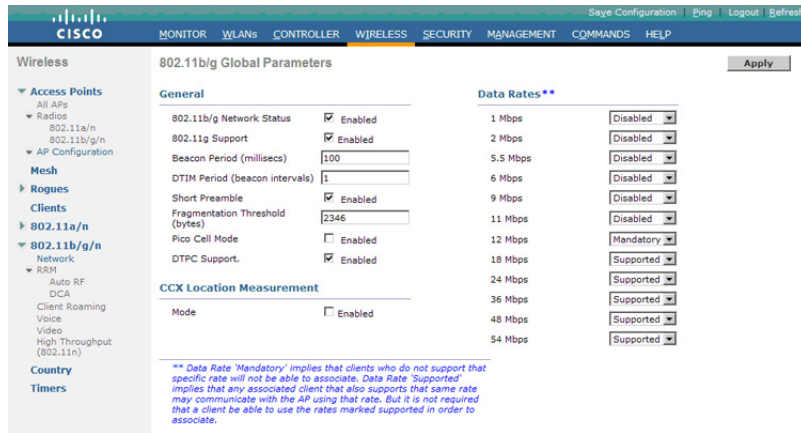 Save Configuration | Ping | Logout | Refresh
CISCO
MONITOR WLANs CONTROLLER WIRELESS SECURITY MANAGEMENT COMMANDS HELP
Wireless
Access Points
All APs
Radios
802.11a/n
802.11b/g/n
AP Configuration
Mesh
Rogues
Clients
802.11a/n
802.11b/g/n
Network
RRM
Auto RF
DCA
Client Roaming
Voice
Video
High Throughput
(802.11n)
Country
Timers
802.11b/g Global Parameters
Apply
General
802.11b/g Network Status Enabled
802.11g Support Enabled
Beacon Period (millisecs) 100
DTIM Period (beacon intervals) 1
Short Preamble Enabled
Fragmentation Threshold
(bytes) 2346
Pico Cell Mode Enabled
DTPC Support. Enabled
CCX Location Measurement
Mode Enabled
Data Rates**
1 Mbps Disabled
2 Mbps Disabled
5.5 Mbps Disabled
6 Mbps Disabled
9 Mbps Disabled
11 Mbps Disabled
12 Mbps Mandatory
18 Mbps Supported
24 Mbps Supported
36 Mbps Supported
48 Mbps Supported
54 Mbps Supported
** Data Rate 'Mandatory' implies that clients who do not support that
specific rate will not be able to associate. Data Rate 'Supported'
implies that any associated client that also supports that same rate
may communicate with the AP using that rate. But it is not required
that a client be able to use the rates marked supported in order to
associate.